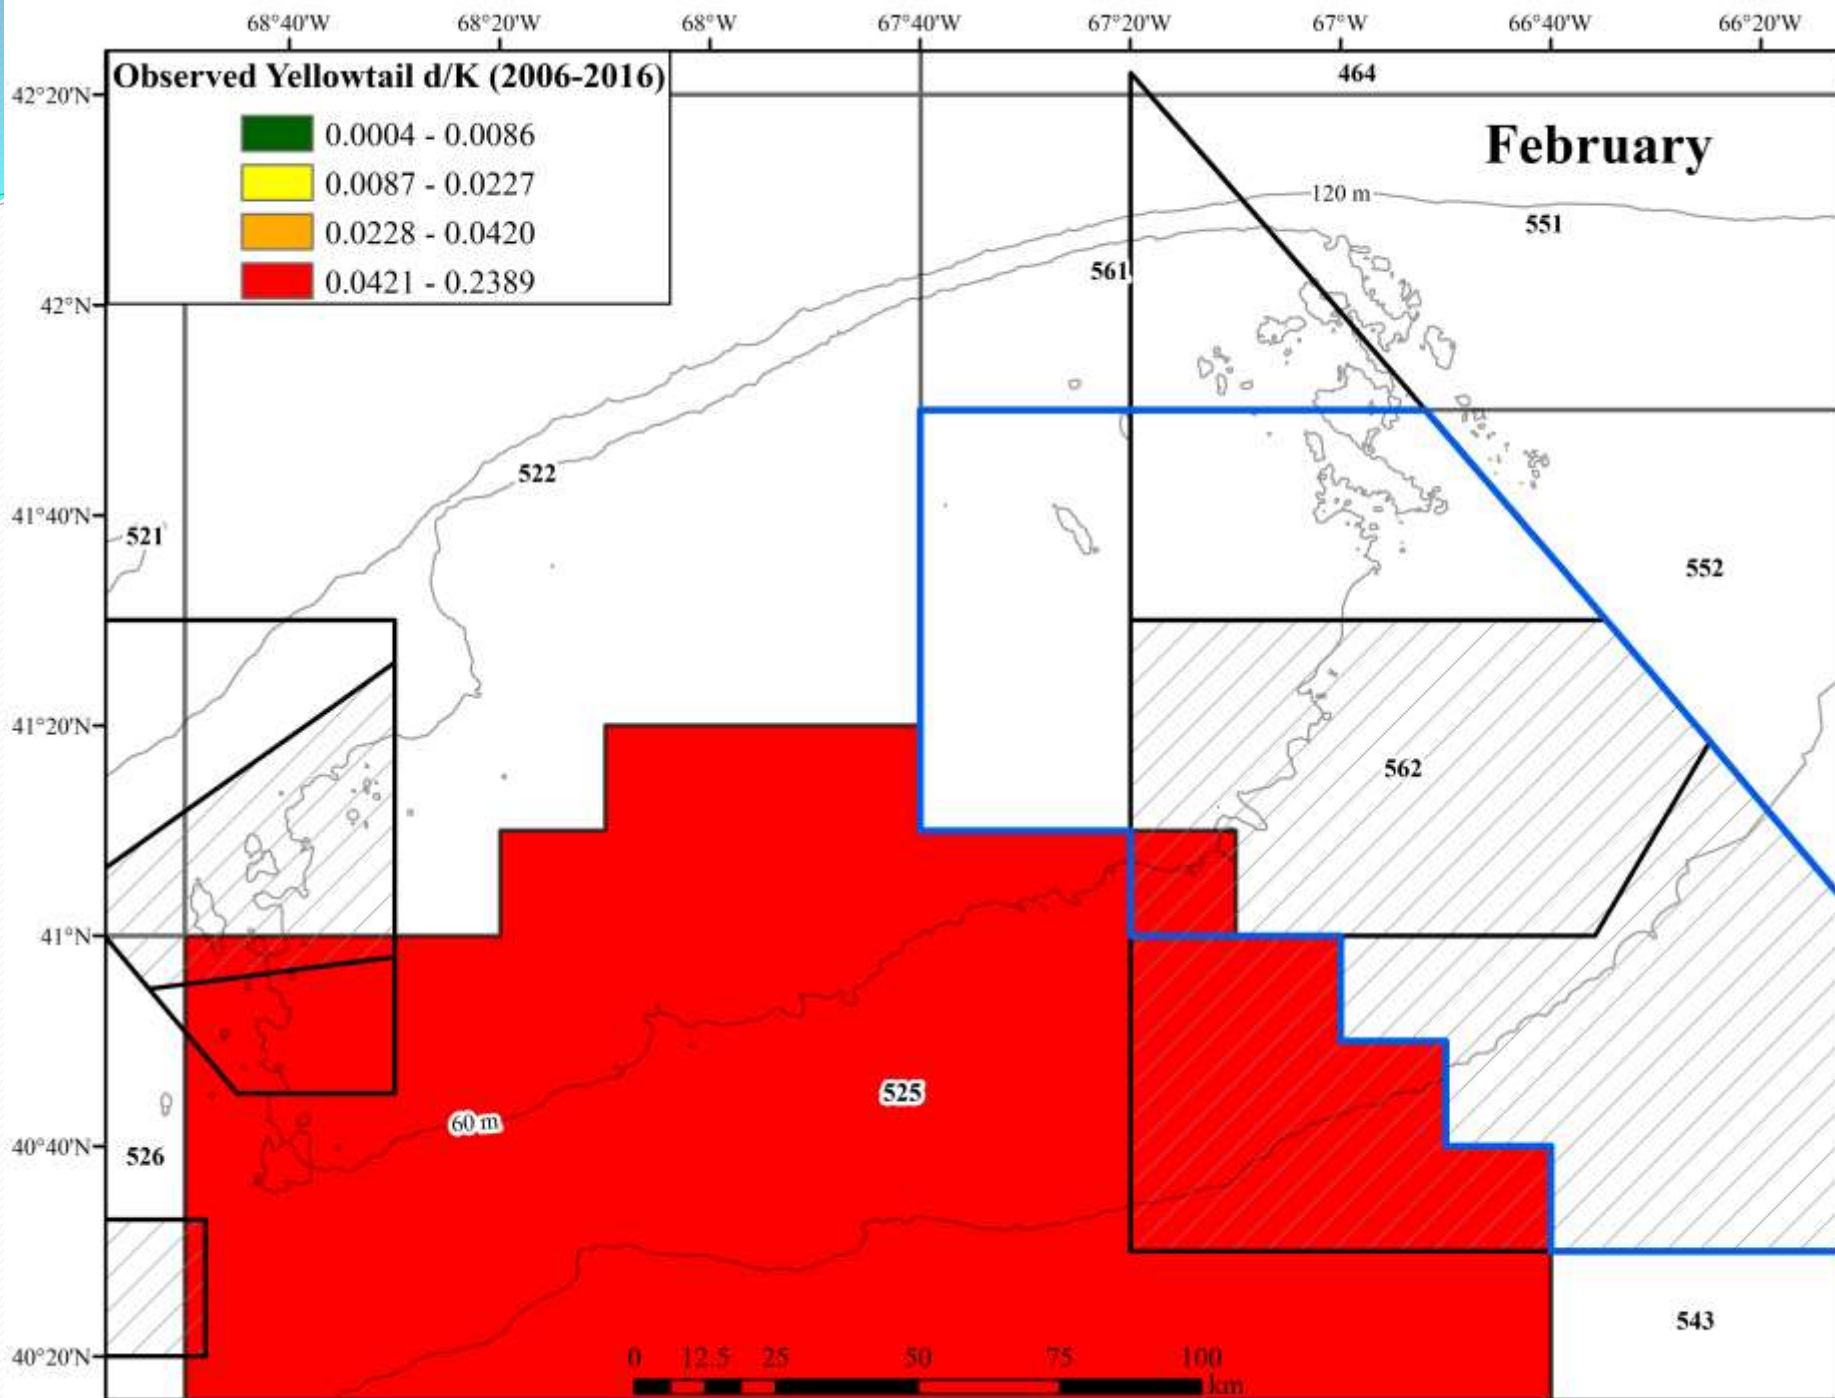 68°40'W 68°20'W 68°W 67°40'W 67°20'W 67°W 66°40'W 66°20'W
Observed Yellowtail d/K (2006-2016)
0.0004 - 0.0086
0.0087 - 0.0227
0.0228 - 0.0420
0.0421 - 0.2389
February
464
42°20'N
120 m
551
561
42°N
522
41°40'N
521
552
41°20'N
562
41°N
525
60 m
40°40'N
526
543
40°20'N
0 12.5 25 50 75 100
km